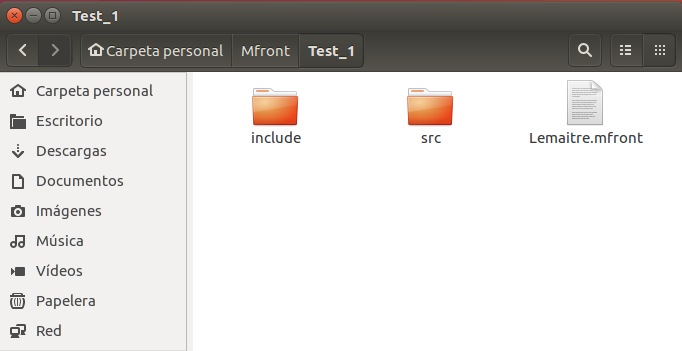 Test_1
Carpeta personal Mfront Test_1
Carpeta personal
Escritorio
Descargas
Documentos
Imágenes
Música
Vídeos
Papelera
Red
include src Lemaitre.mfront